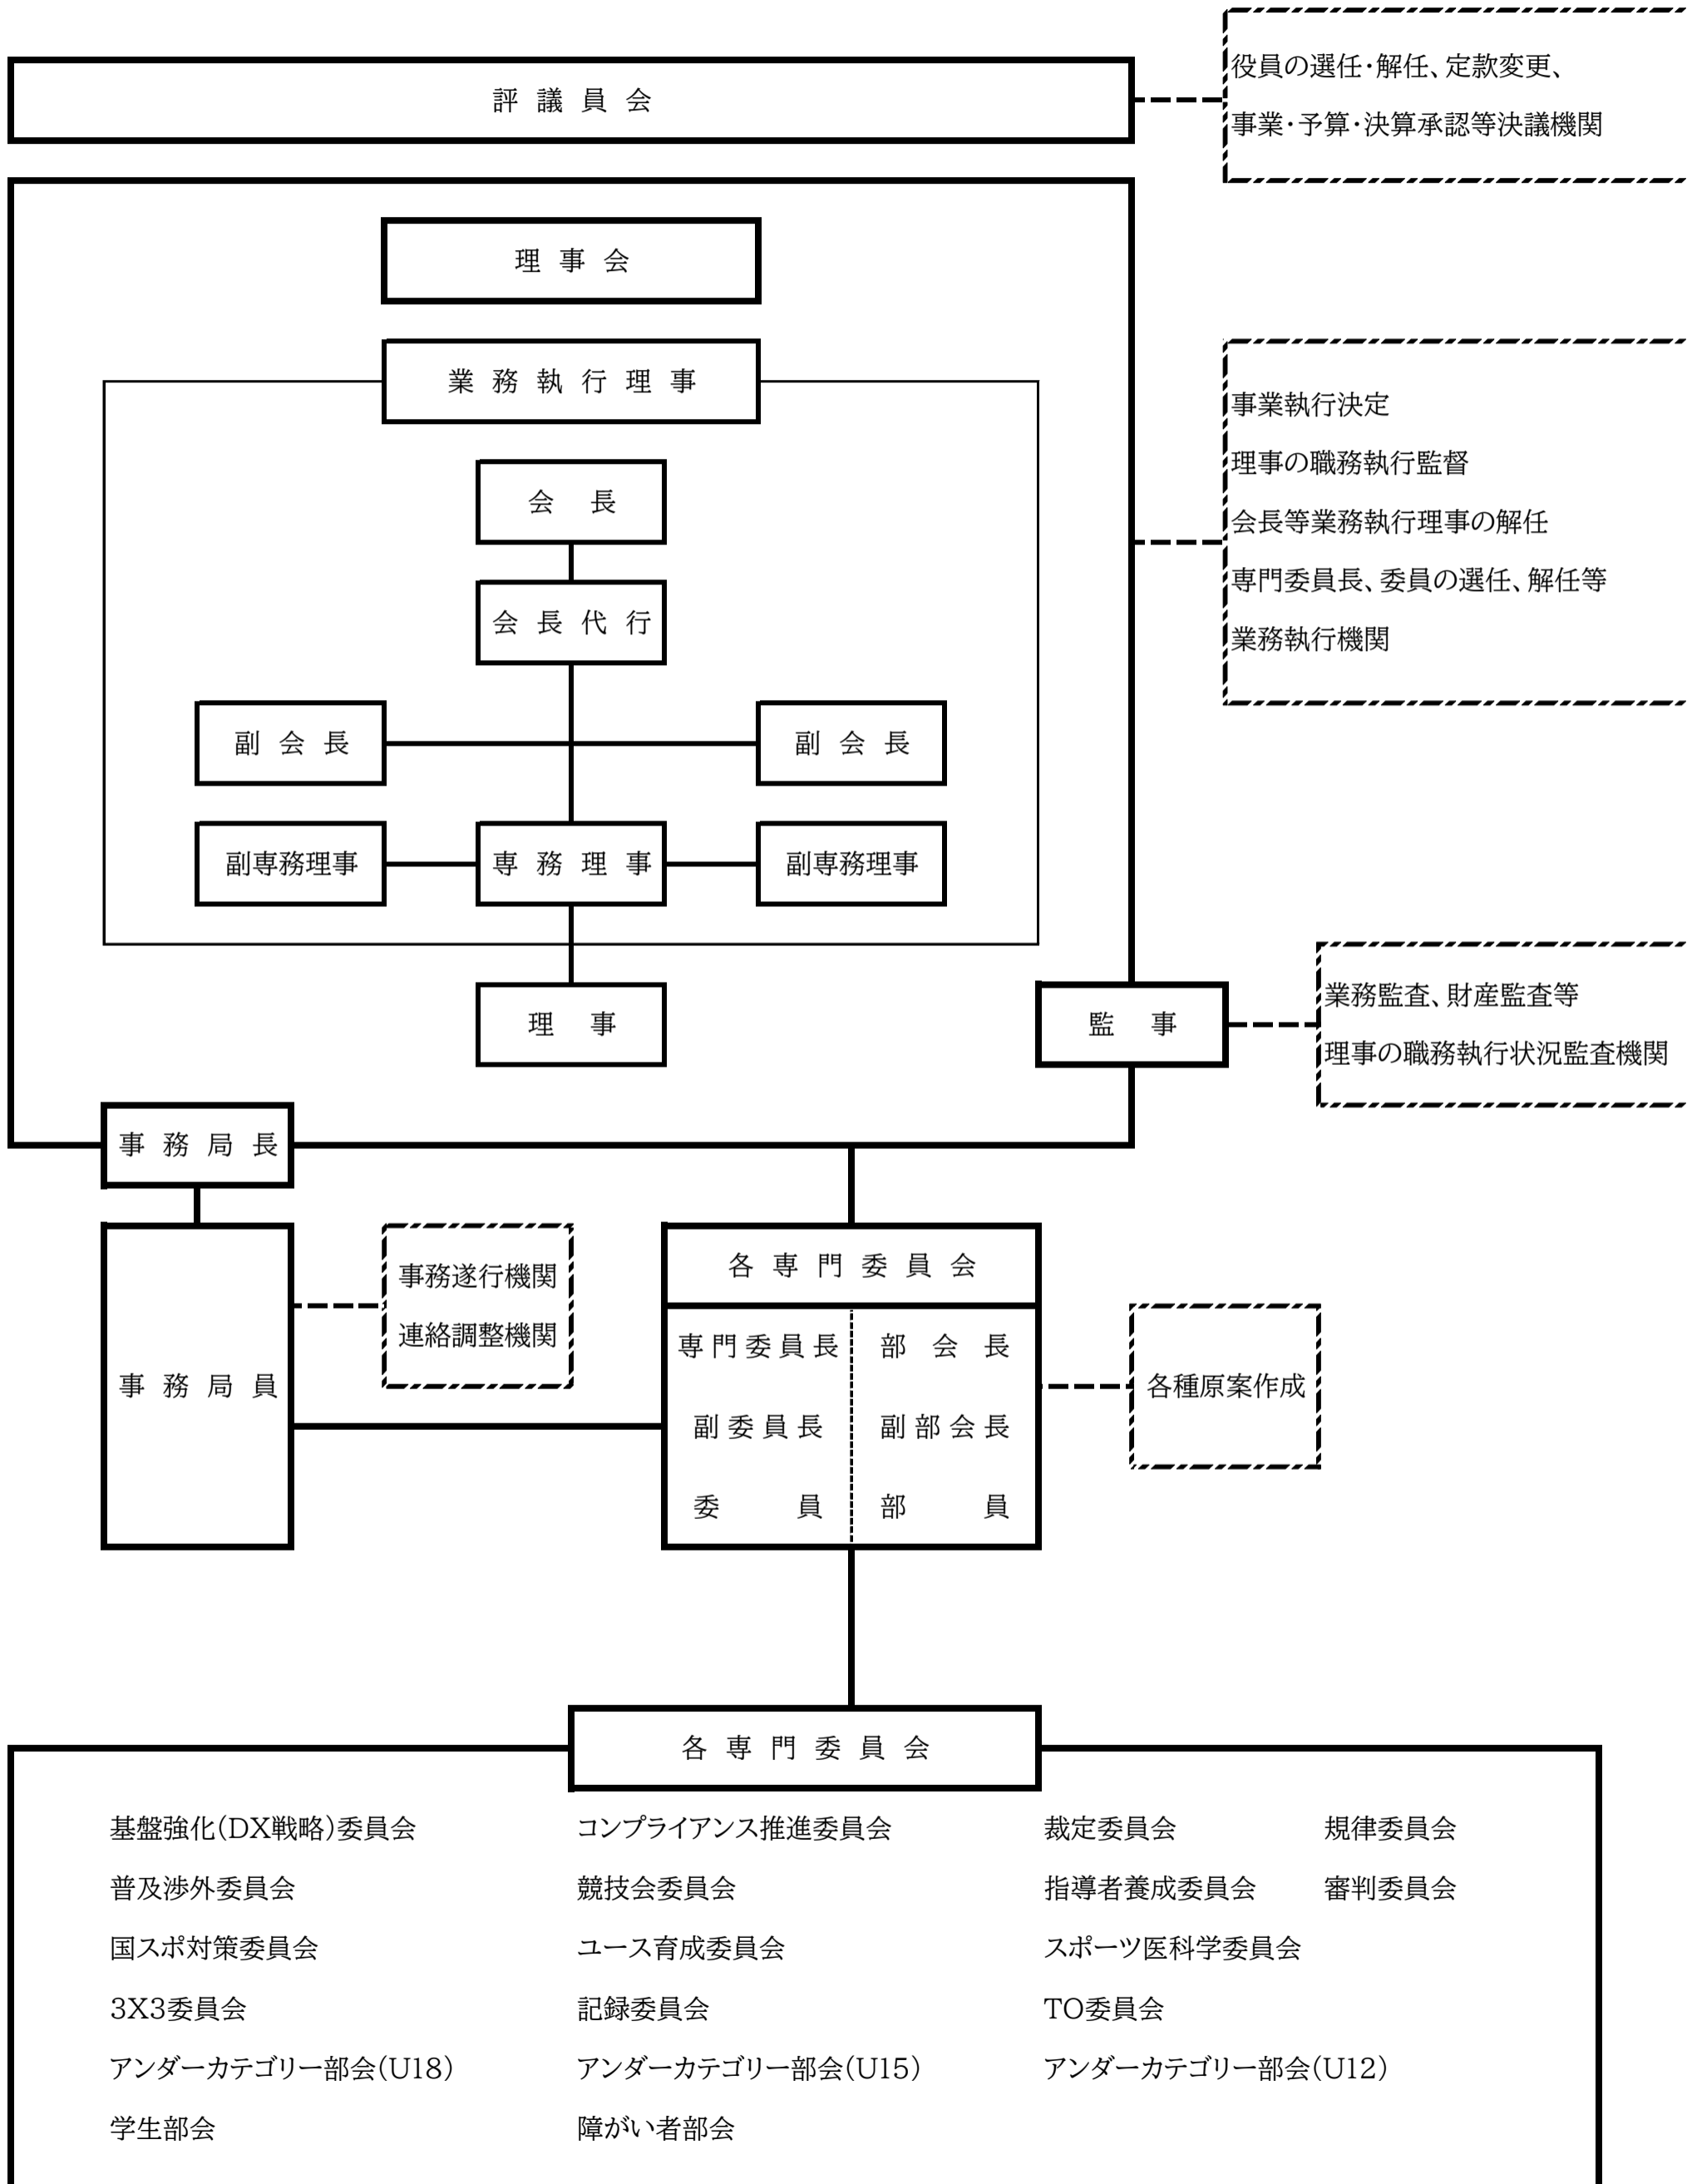 役員の選任・解任、定款変更、
評議員会
事業・予算・決算承認等決議機関
理事会
業務執行理事
事業執行決定
理事の職務執行監督
会長
会長等業務執行理事の解任
専門委員長、委員の選任、解任等
会長代行
業務執行機関
副会長
副会長
副専務理事
専務理事
副専務理事
業務監査、財産監査等
理事
監事
理事の職務執行状況監査機関
事務局長
各専門委員会
事務遂行機関
連絡調整機関
専門委員長
部会長
事務局員
各種原案作成
副委員長
副部会長
委員
部員
各専門委員会
基盤強化(DX戦略)委員会 コンプライアンス推進委員会 裁定委員会 規律委員会
普及渉外委員会 競技会委員会 指導者養成委員会 審判委員会
国スポ対策委員会 ユース育成委員会 スポーツ医科学委員会
3X3委員会 記録委員会 TO委員会
アンダーカテゴリー部会(U18) アンダーカテゴリー部会(U15) アンダーカテゴリー部会(U12)
学生部会 障がい者部会